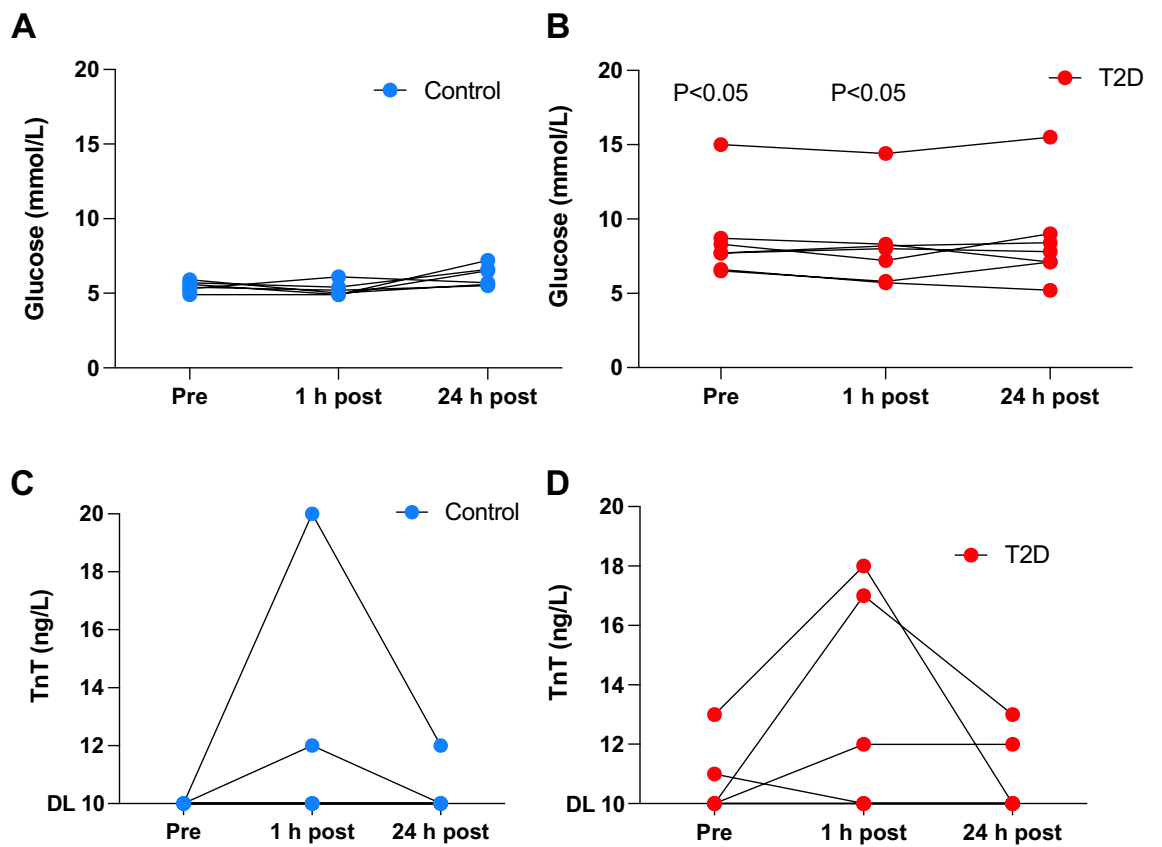 A
Glucose (mmol/L)
20
15
10
5
0
Control
Pre 1 h post 24 h post
B
Glucose (mmol/L)
20
15
10
5
0
P<0.05 P<0.05
T2D
Pre 1 h post 24 h post
C
TnT (ng/L)
20
18
16
14
12
DL 10
Control
Pre 1 h post 24 h post
D
TnT (ng/L)
20
18
16
14
12
DL 10
T2D
Pre 1 h post 24 h post